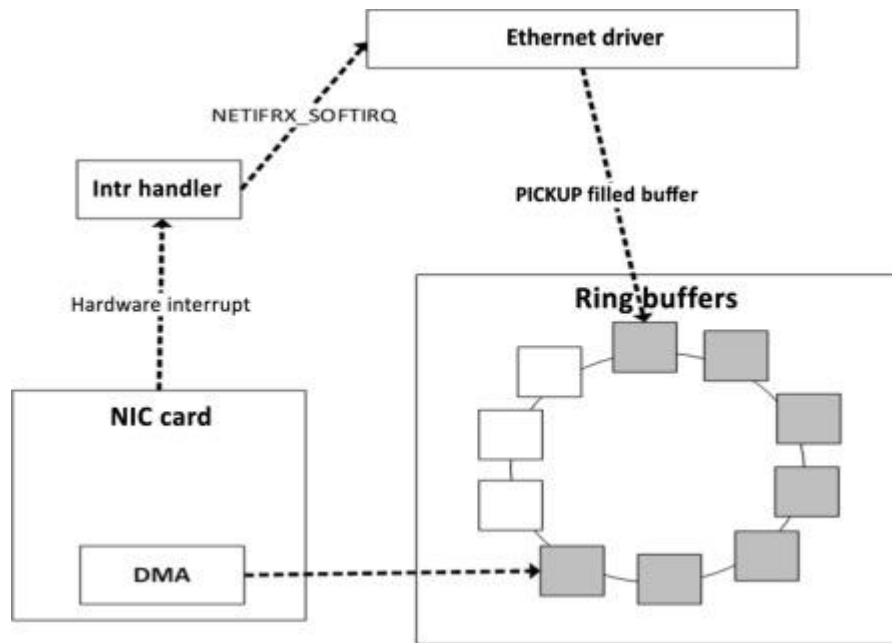 Ethernet driver
NETIFRX_SOFTIRQ
Intr handler
PICKUP filled buffer
Hardware interrupt
Ring buffers
NIC card
DMA